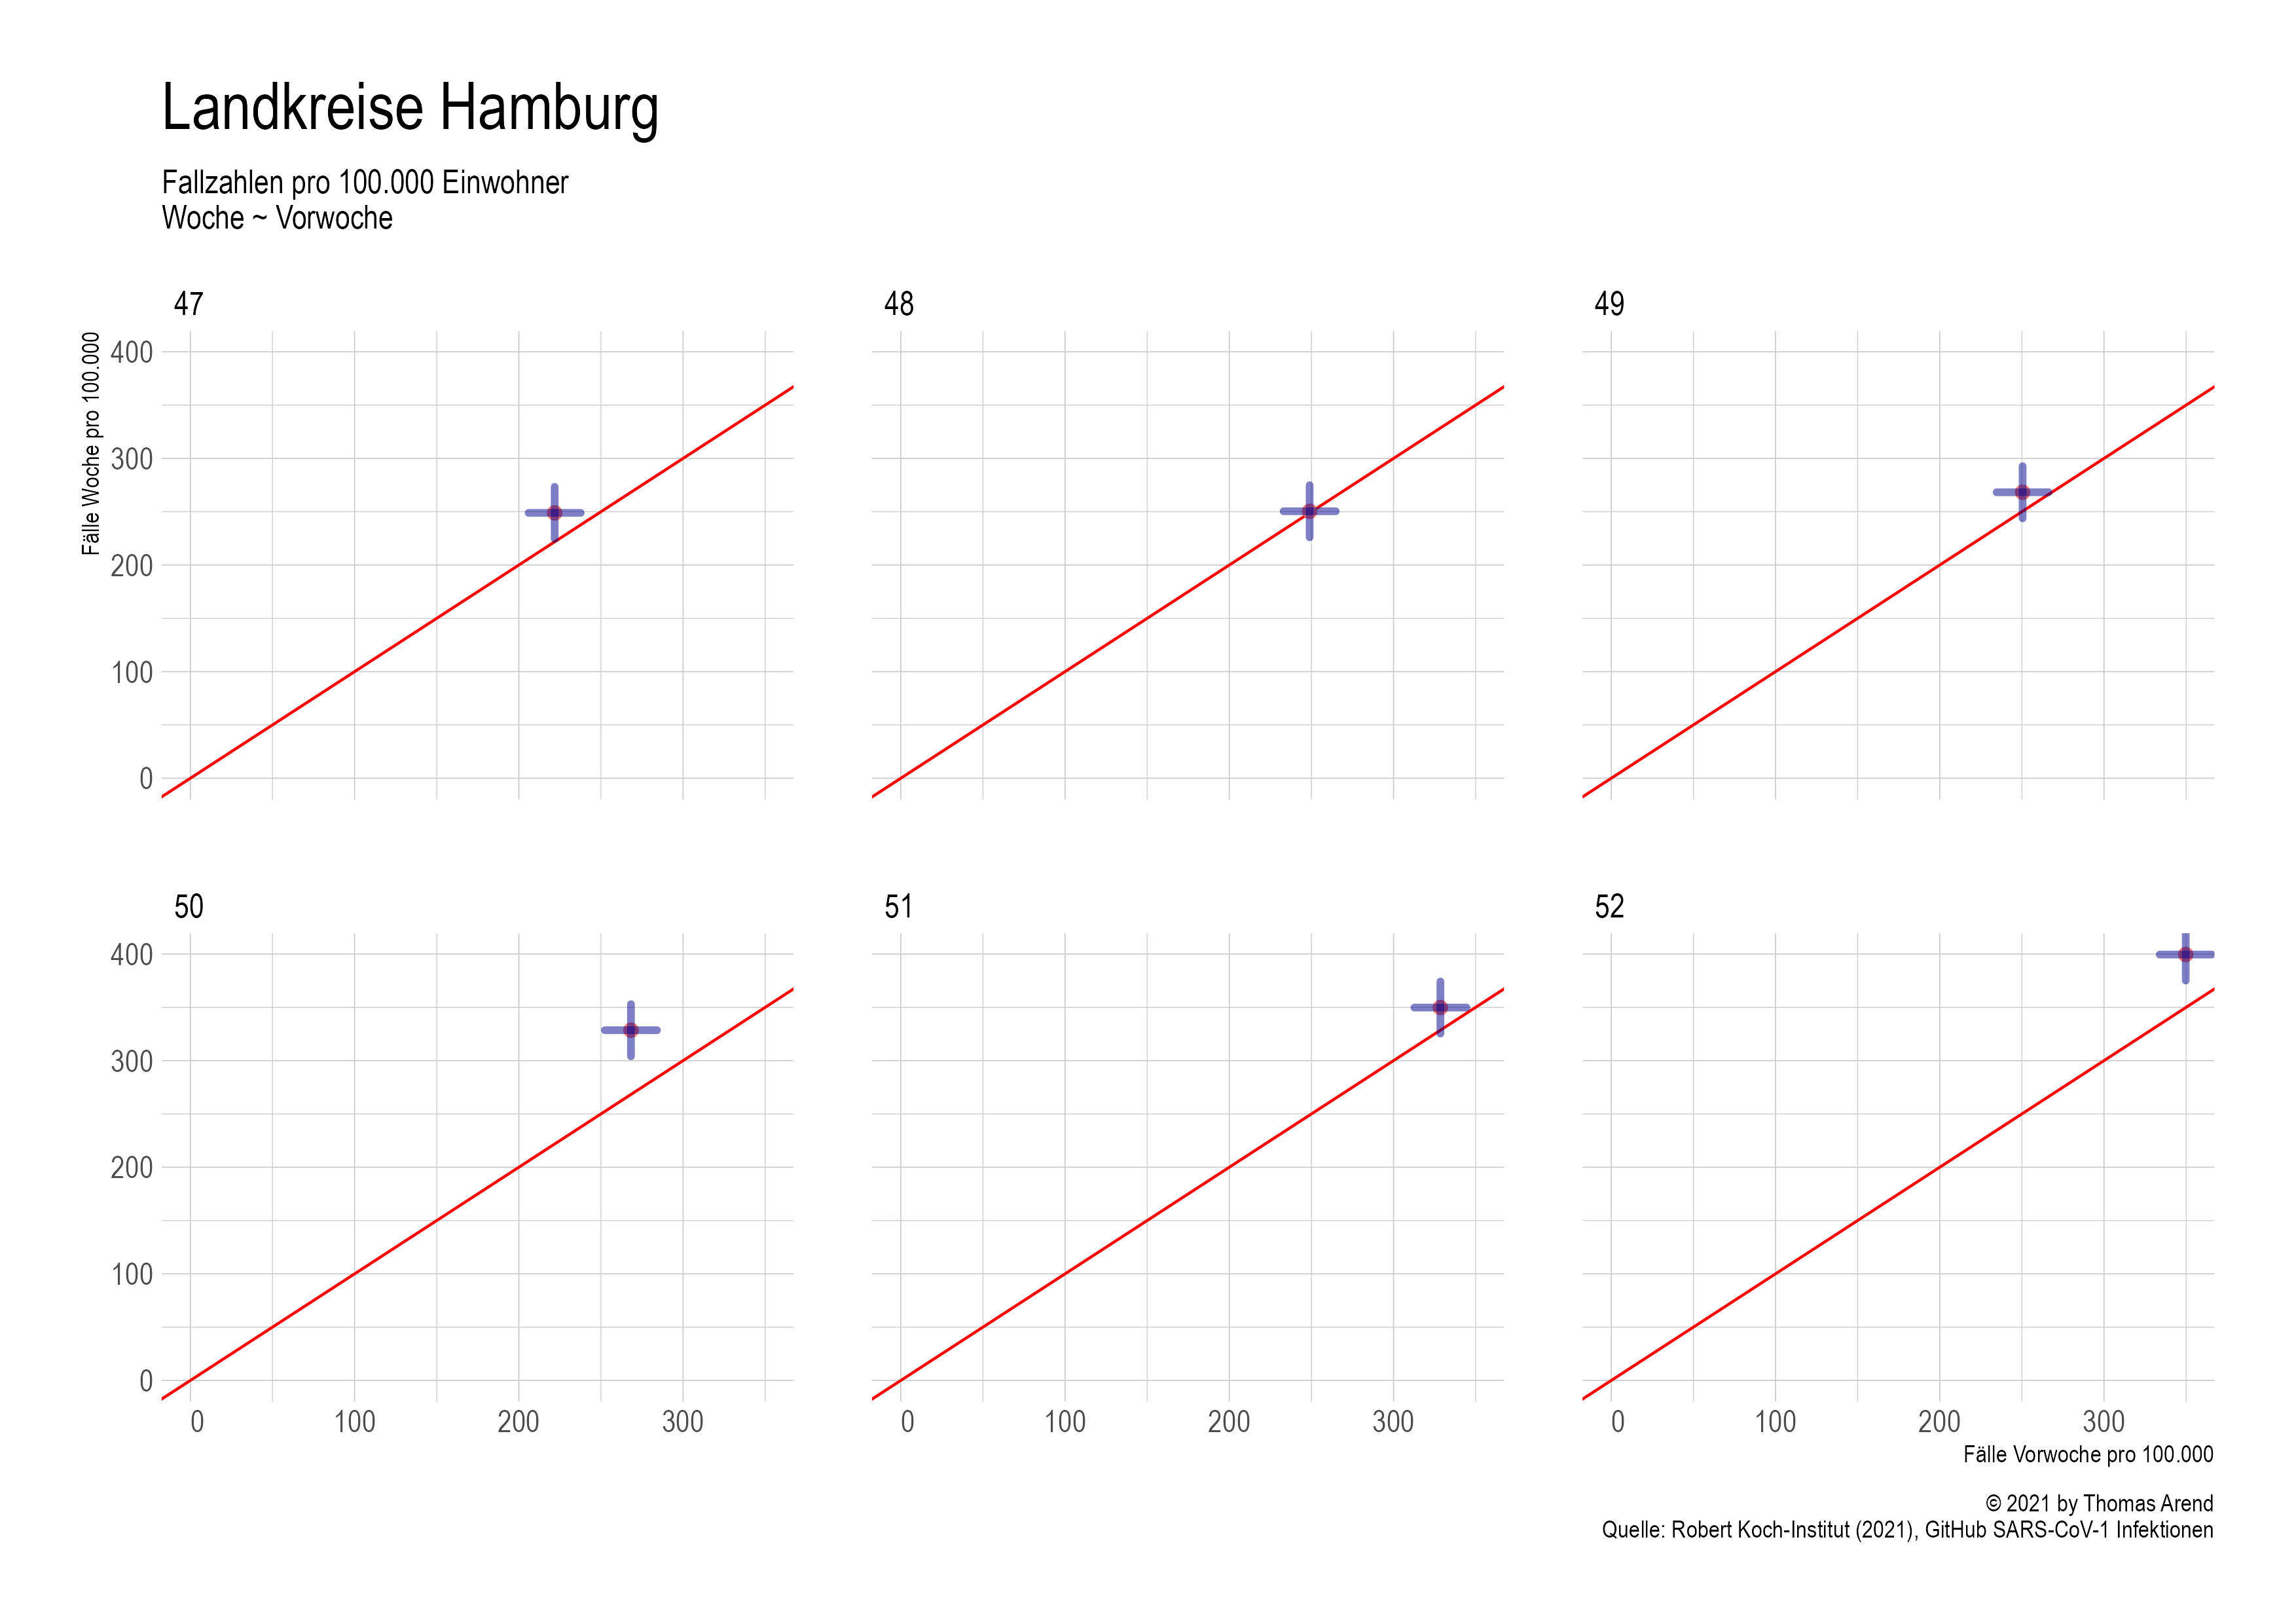 Landkreise Hamburg
Fallzahlen pro 100.000 Einwohner
Woche ~ Vorwoche
47
48
49
Fälle Woche pro 100.000
400
300
200
100
0
50
51
52
400
300
200
100
0
0 100 200 300
0 100 200 300
0 100 200 300
Fälle Vorwoche pro 100.000
© 2021 by Thomas Arend
Quelle: Robert Koch-Institut (2021), GitHub SARS-CoV-1 Infektionen